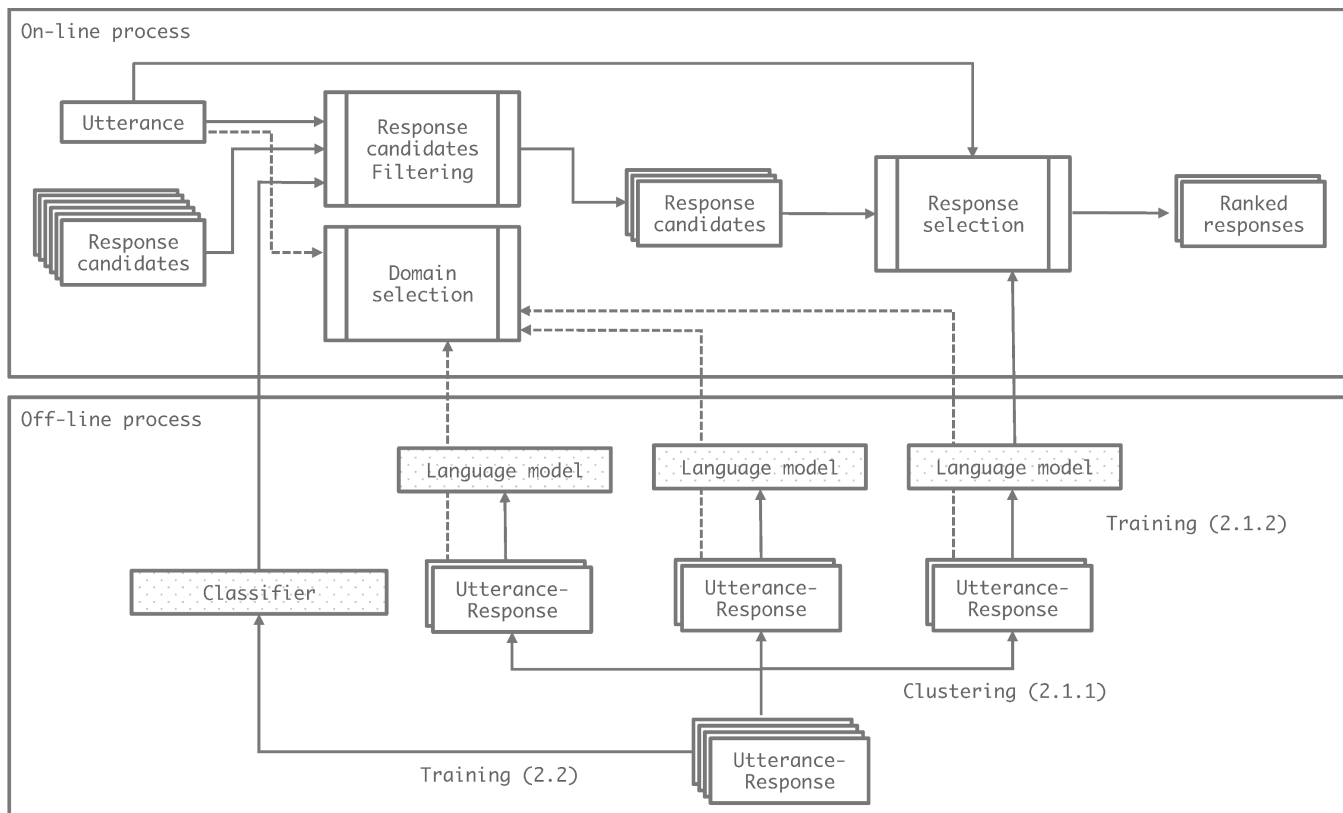 On-line process
Utterance
Response
candidates
Filtering
Response
candidates
Domain
selection
Response
candidates
Response
selection
Ranked
responses
Off-line process
Language model
Language model
Language model
Training (2.1.2)
Classifier
Utterance-
Response
Utterance-
Response
Utterance-
Response
Clustering (2.1.1)
Training (2.2)
Utterance-
Response